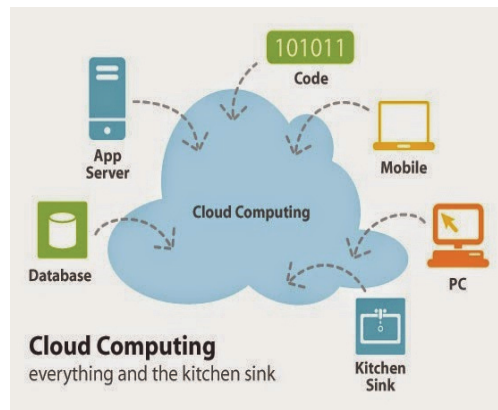 101011
Code
App
Server
Mobile
Cloud Computing
Database
PC
Kitchen
Sink
Cloud Computing
everything and the kitchen sink